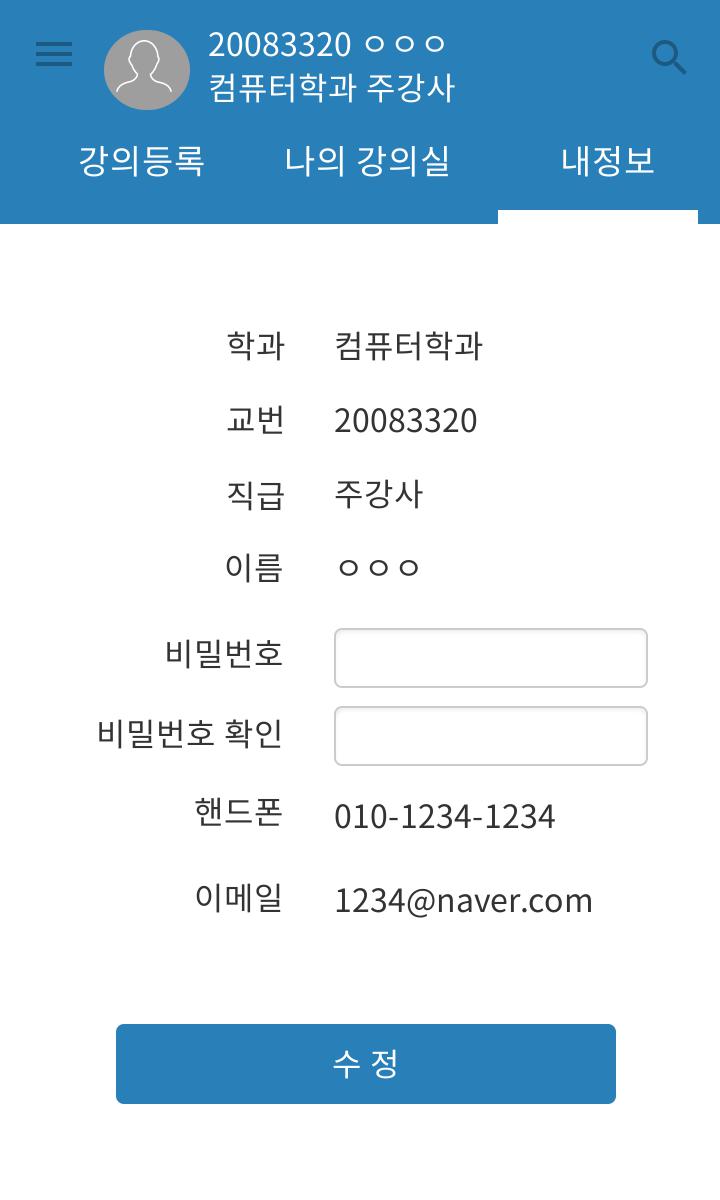 20083320 ㅇㅇㅇ
컴퓨터학과 주강사
강의등록 나의 강의실 내정보
학과 컴퓨터학과
교번 20083320
직급 주강사
이름 ㅇㅇㅇ
비밀번호
비밀번호 확인
핸드폰 010-1234-1234
이메일 1234@naver.com
수 정